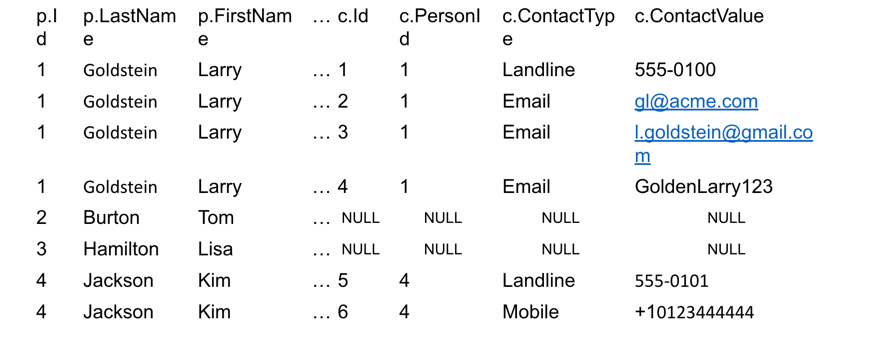 p.Id p.LastName p.FirstName … c.Id c.PersonId c.ContactType c.ContactValue
1 Goldstein Larry … 1 1 Landline 555-0100
1 Goldstein Larry … 2 1 Email gl@acme.com
1 Goldstein Larry … 3 1 Email l.goldstein@gmail.com
1 Goldstein Larry … 4 1 Email GoldenLarry123
2 Burton Tom … NULL NULL NULL NULL
3 Hamilton Lisa … NULL NULL NULL NULL
4 Jackson Kim … 5 4 Landline 555-0101
4 Jackson Kim … 6 4 Mobile +10123444444